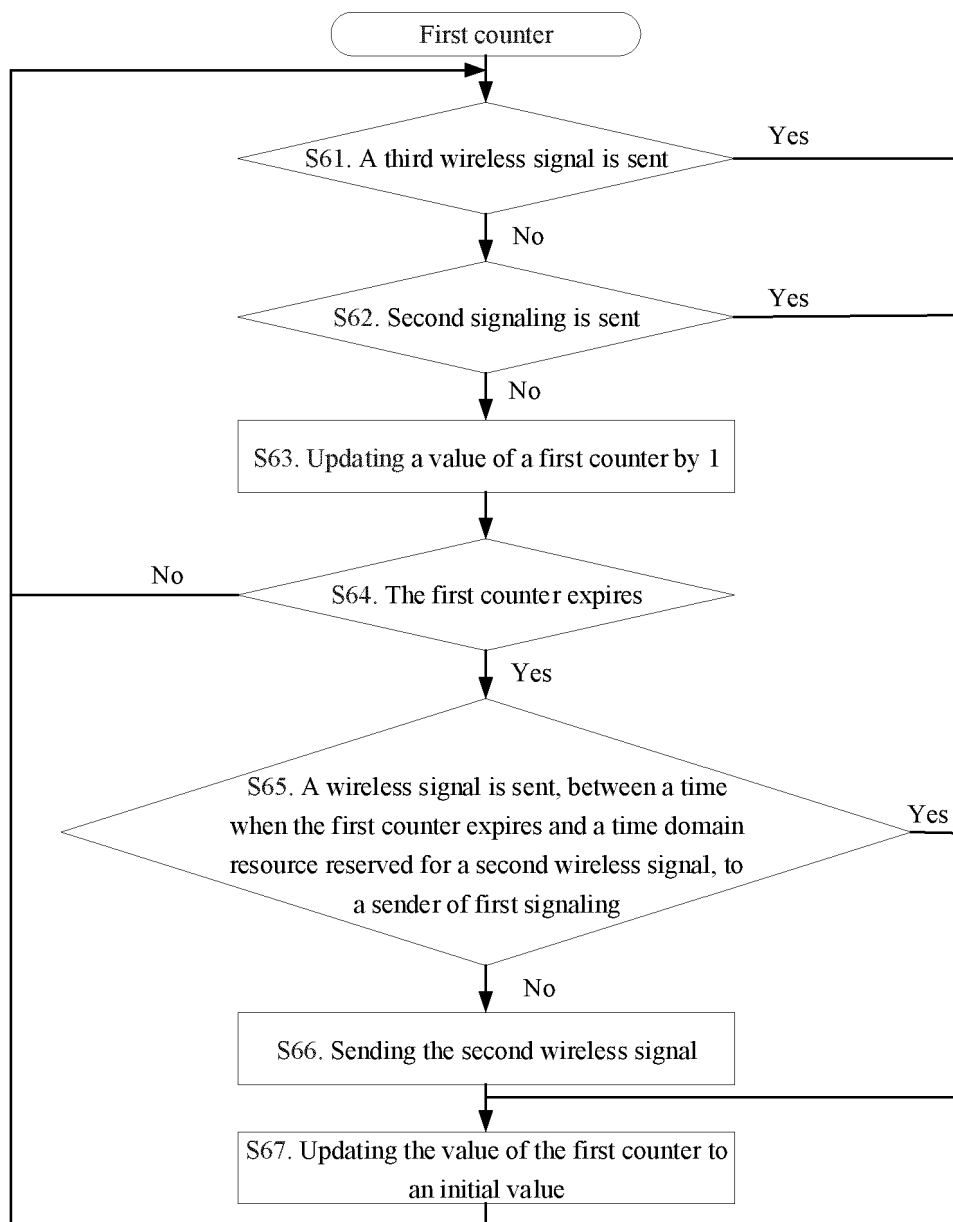 First counter
S61. A third wireless signal is sent
Yes
No
S62. Second signaling is sent
Yes
No
S63. Updating a value of a first counter by 1
No
S64. The first counter expires
Yes
S65. A wireless signal is sent, between a time
when the first counter expires and a time domain
resource reserved for a second wireless signal, to
a sender of first signaling
Yes
No
S66. Sending the second wireless signal
S67. Updating the value of the first counter to
an initial value